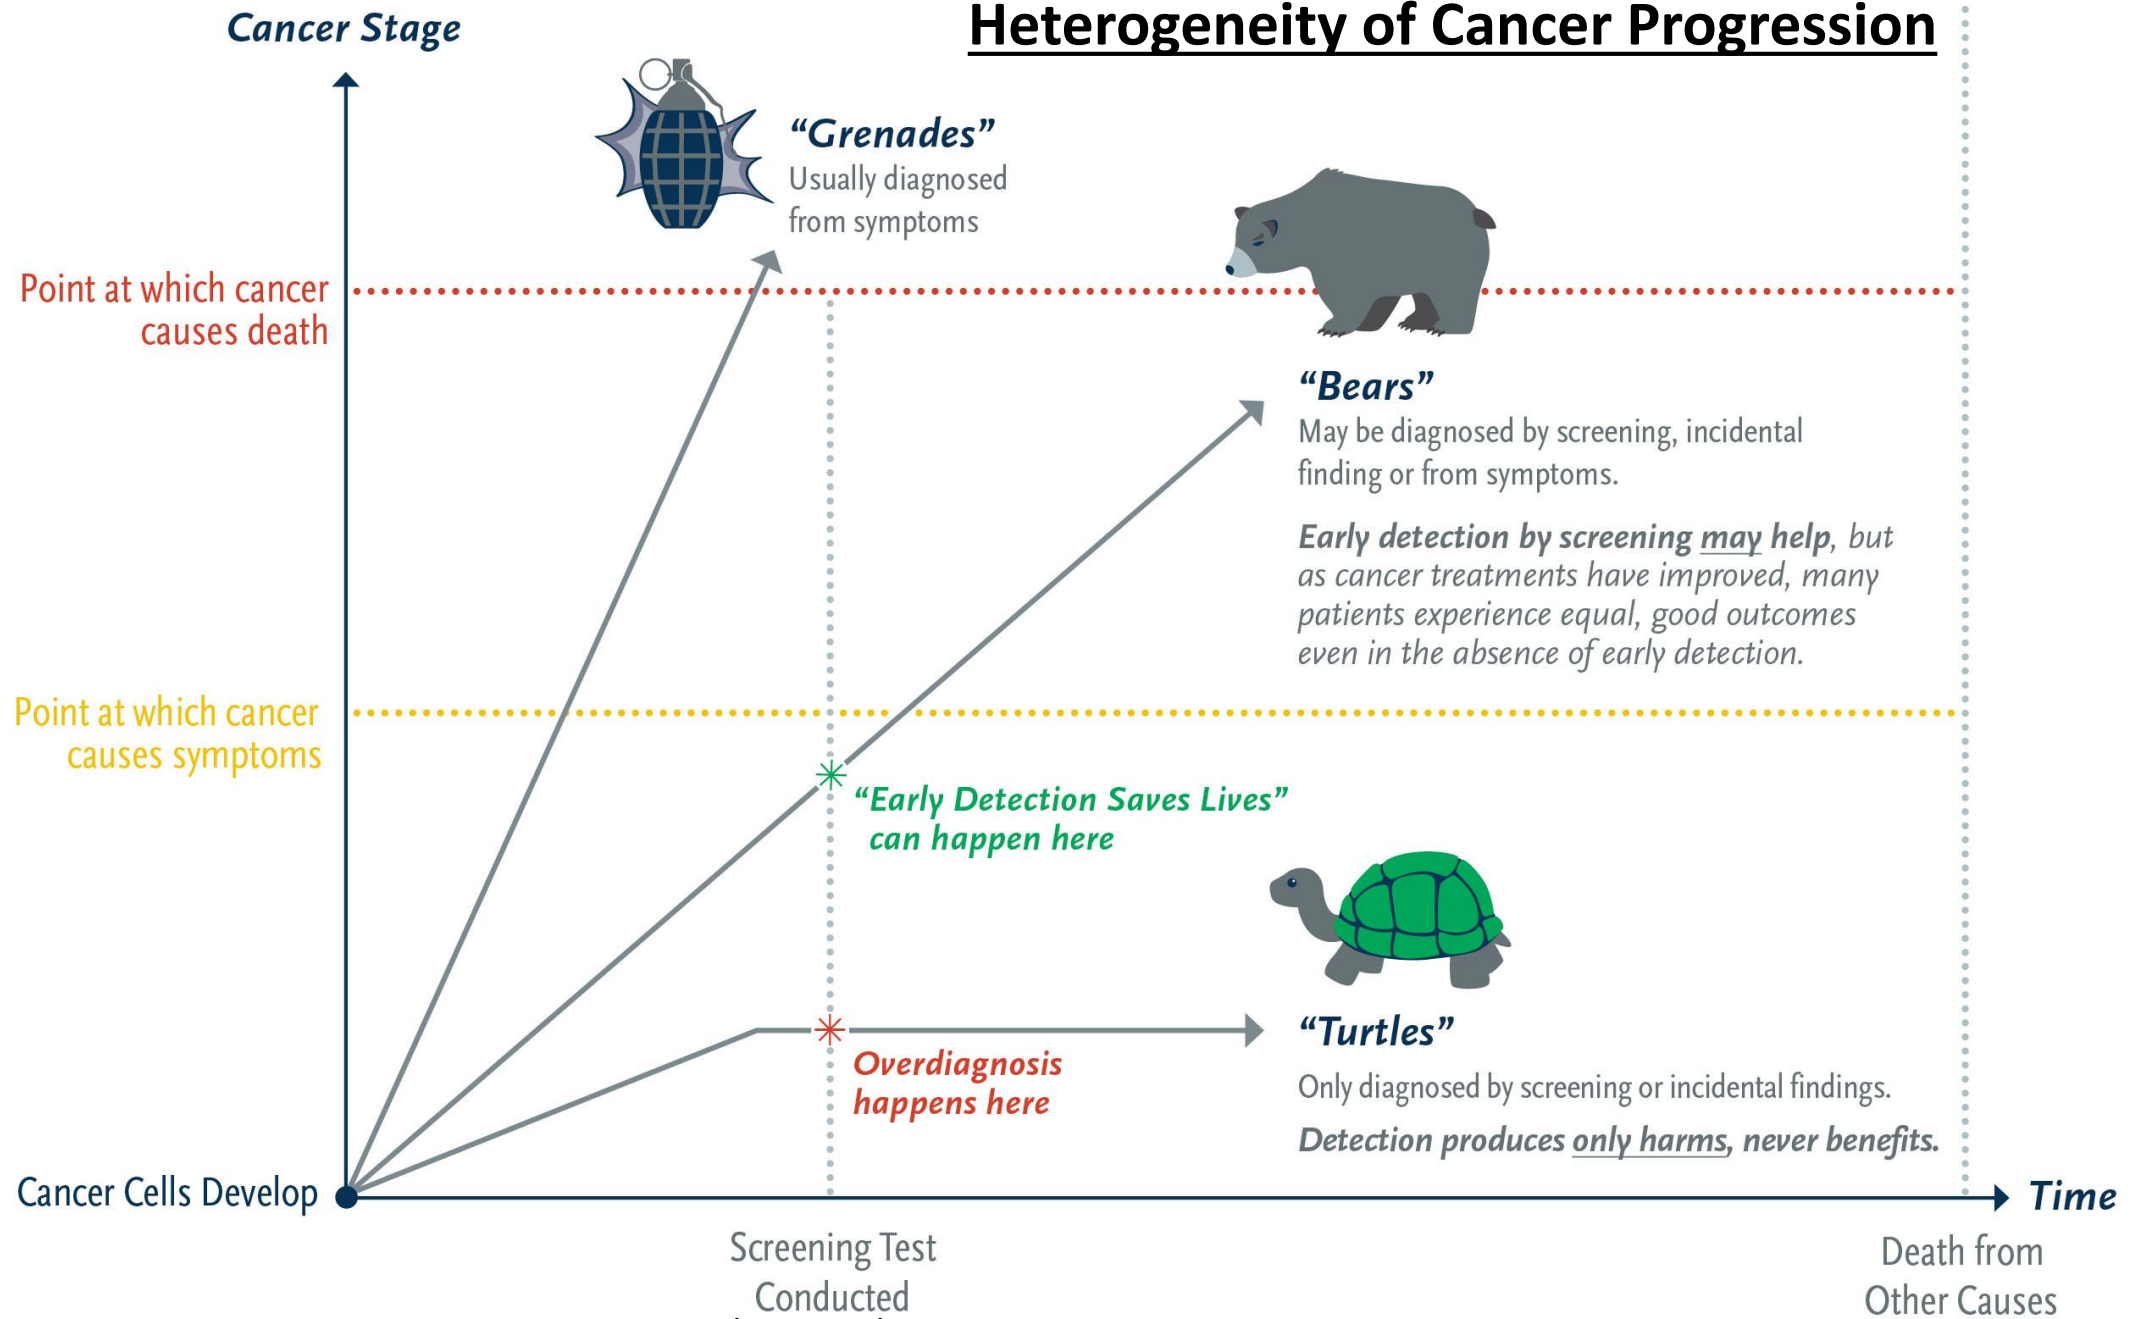 Cancer Stage
Heterogeneity of Cancer Progression
“Grenades”
Usually diagnosed
from symptoms
Point at which cancer
causes death
“Bears”
May be diagnosed by screening, incidental
finding or from symptoms.
Early detection by screening may help, but
as cancer treatments have improved, many
patients experience equal, good outcomes
even in the absence of early detection.
Point at which cancer
causes symptoms
“Early Detection Saves Lives”
can happen here
“Turtles”
Only diagnosed by screening or incidental findings.
Detection produces only harms, never benefits.
Overdiagnosis
happens here
Cancer Cells Develop
Time
Screening Test
Conducted
Death from
Other Causes